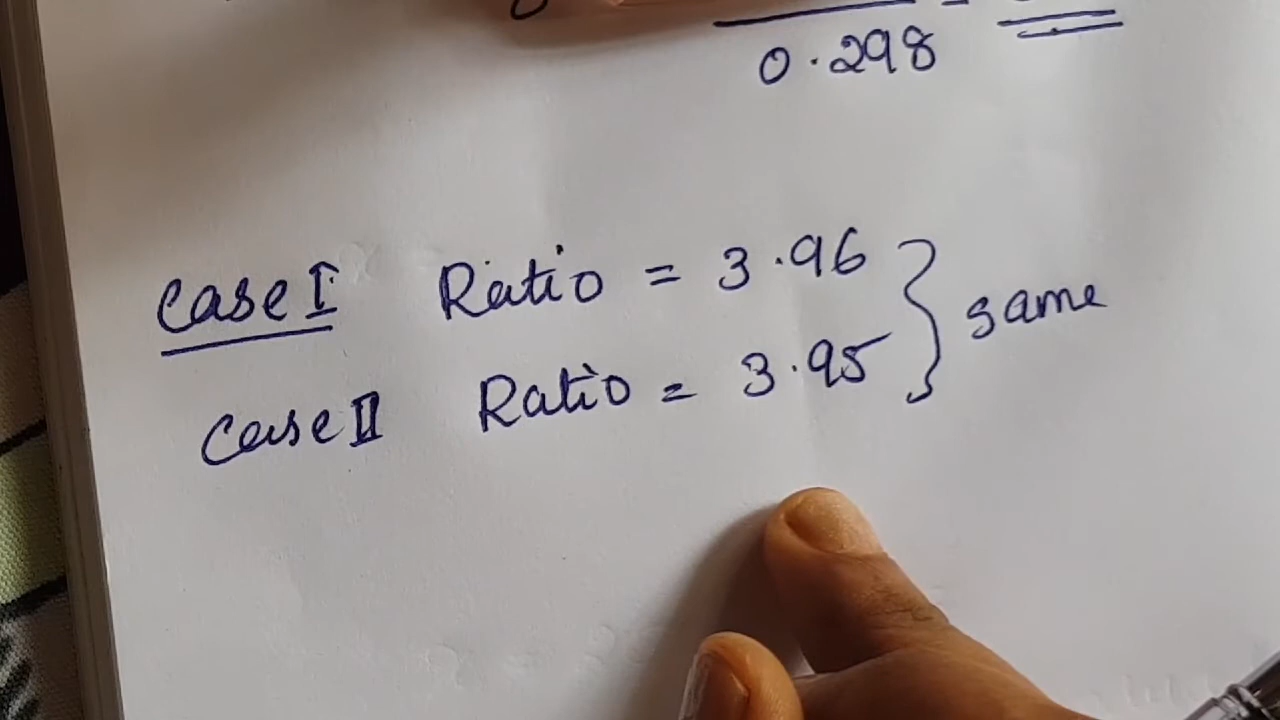 0.298
Case I Ratio = 3.96
Case II Ratio = 3.95
same